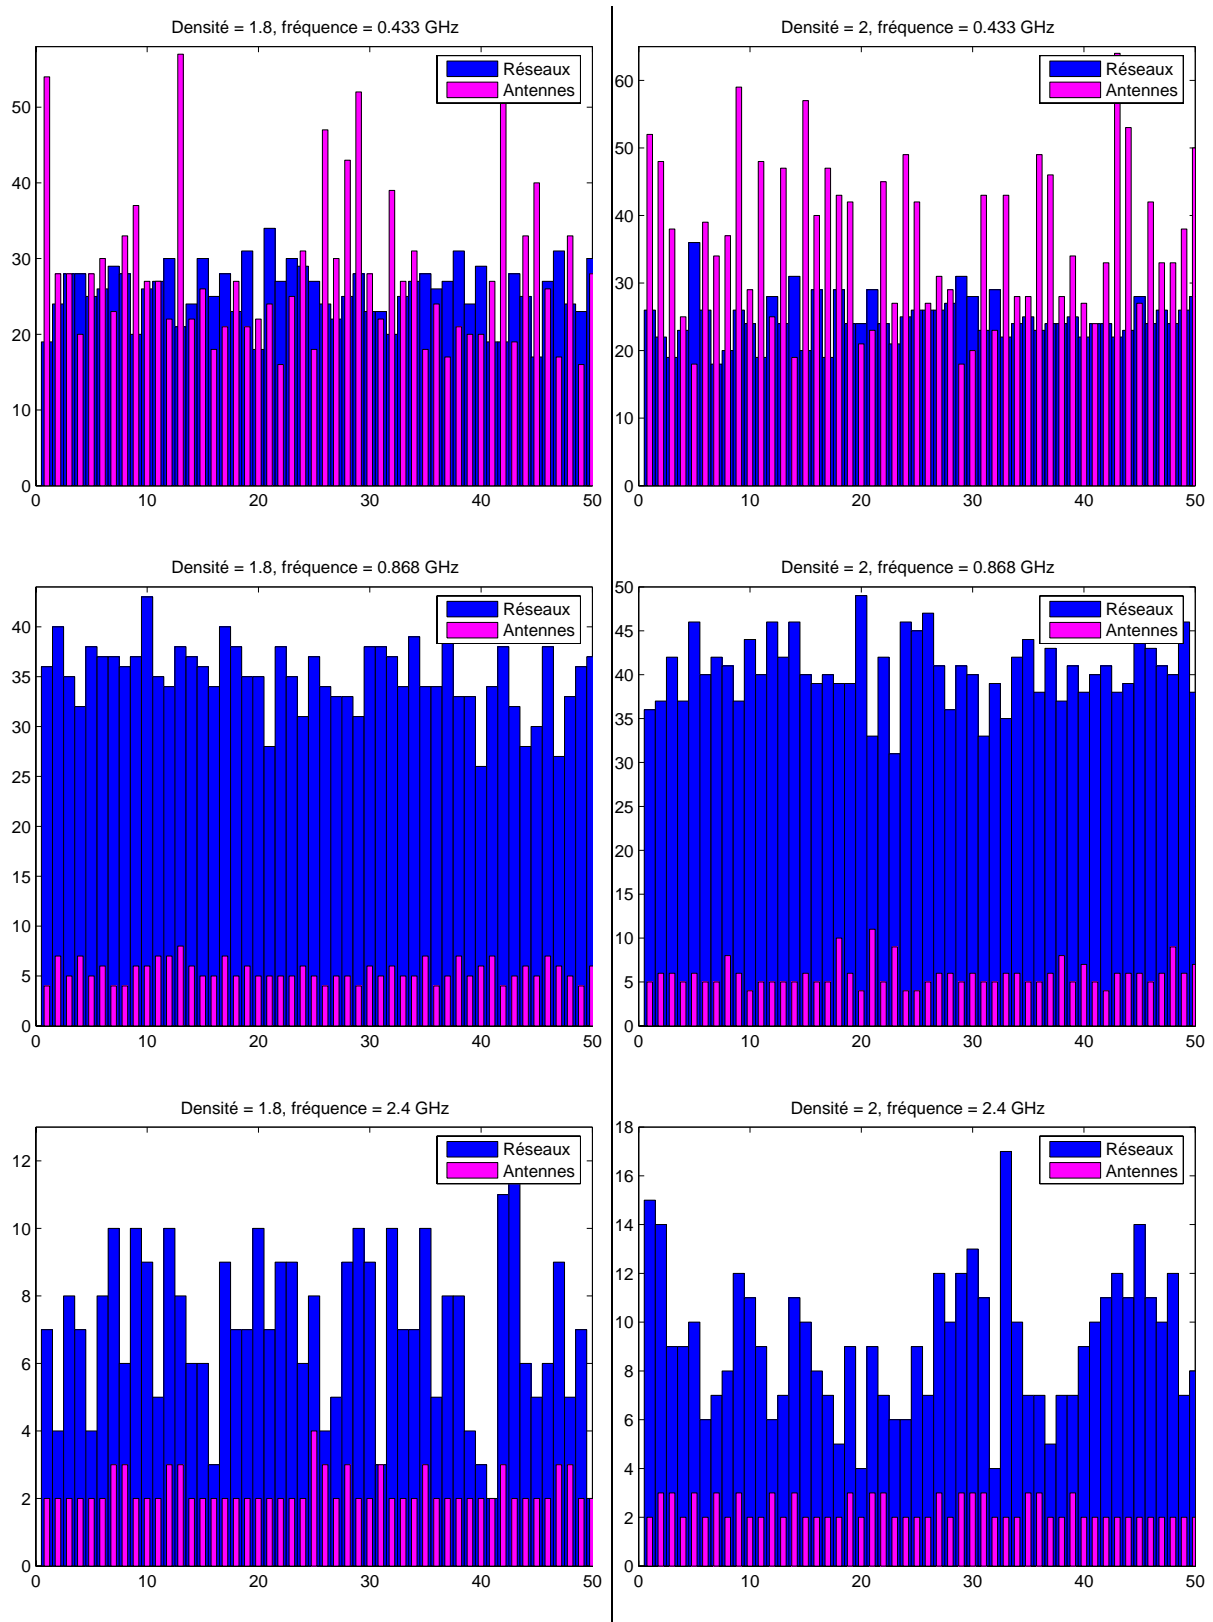 Densité = 1.8, fréquence = 0.433 GHz
Réseaux
Antennes
50
40
30
20
10
0
0 10 20 30 40 50
Densité = 2, fréquence = 0.433 GHz
Réseaux
Antennes
60
50
40
30
20
10
0
0 10 20 30 40 50
Densité = 1.8, fréquence = 0.868 GHz
Réseaux
Antennes
40
35
30
25
20
15
10
5
0
0 10 20 30 40 50
Densité = 2, fréquence = 0.868 GHz
Réseaux
Antennes
50
45
40
35
30
25
20
15
10
5
0
0 10 20 30 40 50
Densité = 1.8, fréquence = 2.4 GHz
Réseaux
Antennes
12
10
8
6
4
2
0
0 10 20 30 40 50
Densité = 2, fréquence = 2.4 GHz
Réseaux
Antennes
18
16
14
12
10
8
6
4
2
0
0 10 20 30 40 50